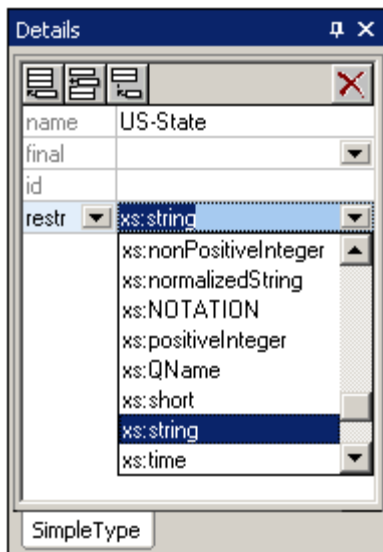 Details
name US-State
final
id
restr xs:string
xs:nonPositiveInteger
xs:normalizedString
xs:NOTATION
xs:positiveInteger
xs:QName
xs:short
xs:string
xs:time
SimpleType